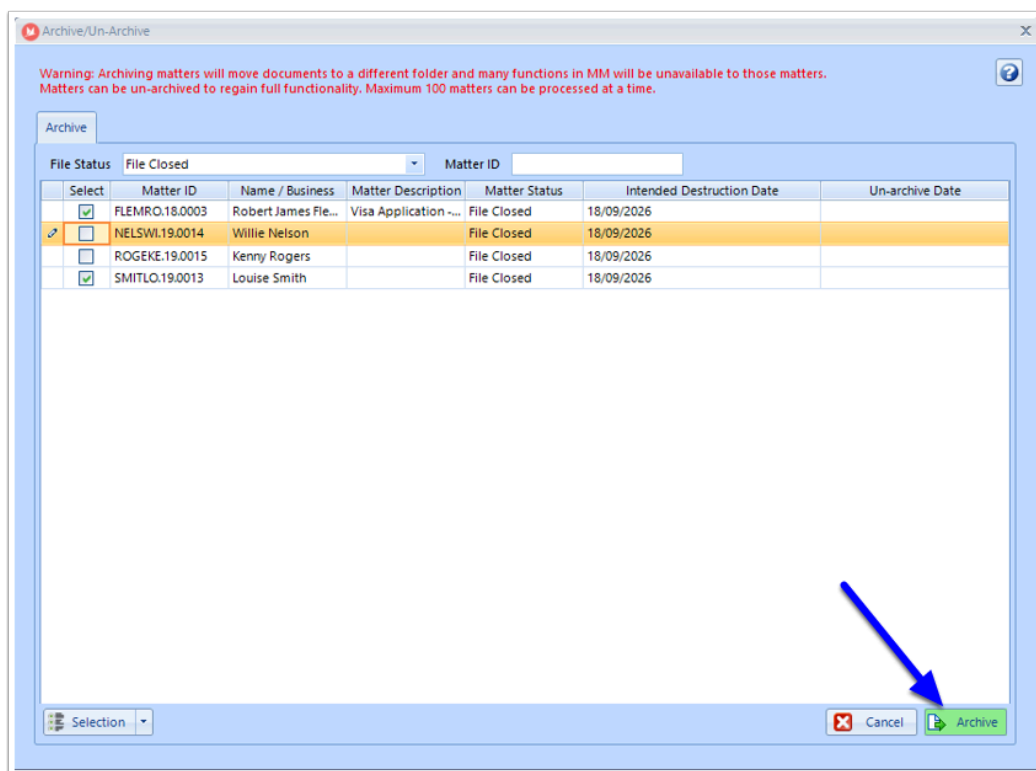 Archive/Un-Archive
Warning: Archiving matters will move documents to a different folder and many functions in MM will be unavailable to those matters.
Matters can be un-archived to regain full functionality. Maximum 100 matters can be processed at a time.
Archive
File Status File Closed Matter ID
Select Matter ID Name / Business Matter Description Matter Status Intended Destruction Date Un-archive Date
FLEMRO.18.0003 Robert James Fle... Visa Application -... File Closed 18/09/2026
NELSWI.19.0014 Willie Nelson File Closed 18/09/2026
ROGEKE.19.0015 Kenny Rogers File Closed 18/09/2026
SMITLO.19.0013 Louise Smith File Closed 18/09/2026
Selection Cancel Archive